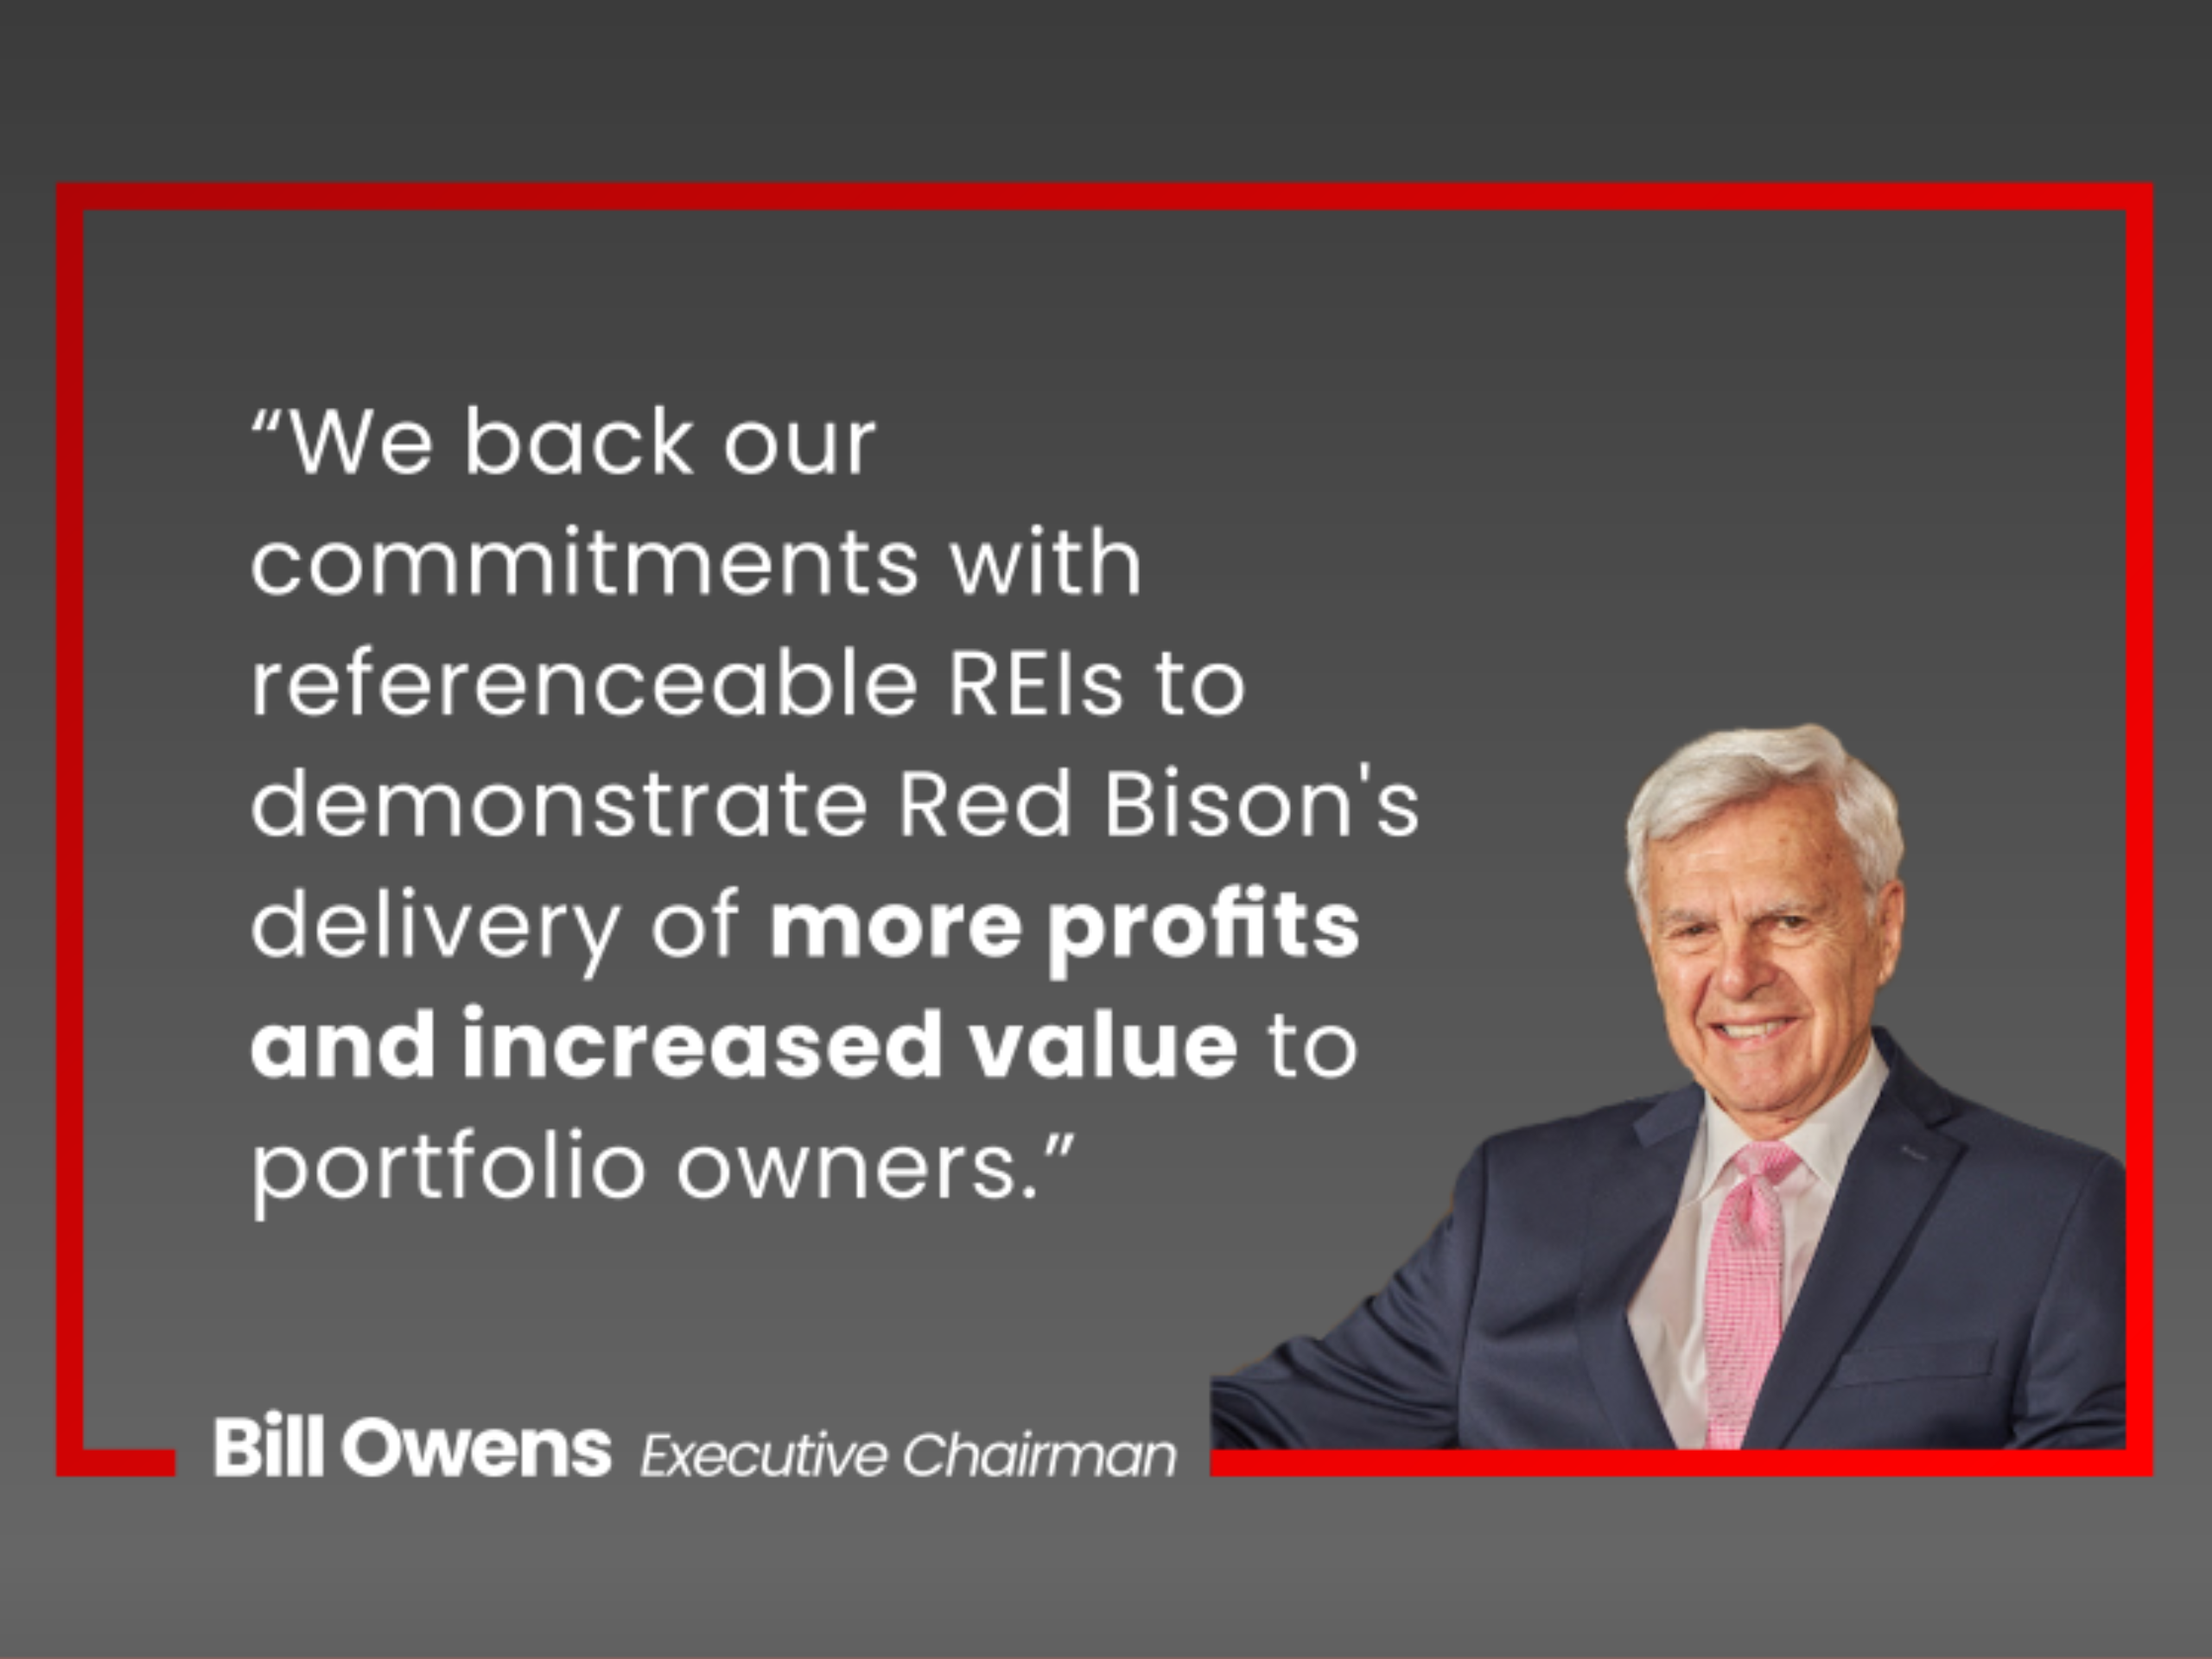 “We back our
commitments with
referenceable REIs to
demonstrate Red Bison's
delivery of more profits
and increased value to
portfolio owners.”
Bill Owens Executive Chairman